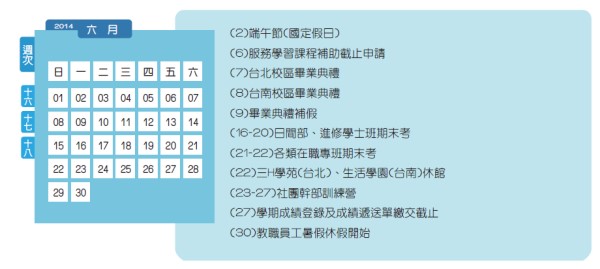 2014 六 月
週次
日 一 二 三 四 五 六
十六 01 02 03 04 05 06 07
十七 08 09 10 11 12 13 14
十八 15 16 17 18 19 20 21
22 23 24 25 26 27 28
29 30
(2)端午節(國定假日)
(6)服務學習課程補助截止申請
(7)台北校區畢業典禮
(8)台南校區畢業典禮
(9)畢業典禮補假
(16-20)日間部、進修學士班期末考
(21-22)各類在職專班期末考
(22)三H學苑(台北)、生活學園(台南)休館
(23-27)社團幹部訓練營
(27)學期成績登錄及成績遞送單繳交截止
(30)教職員工暑假休假開始